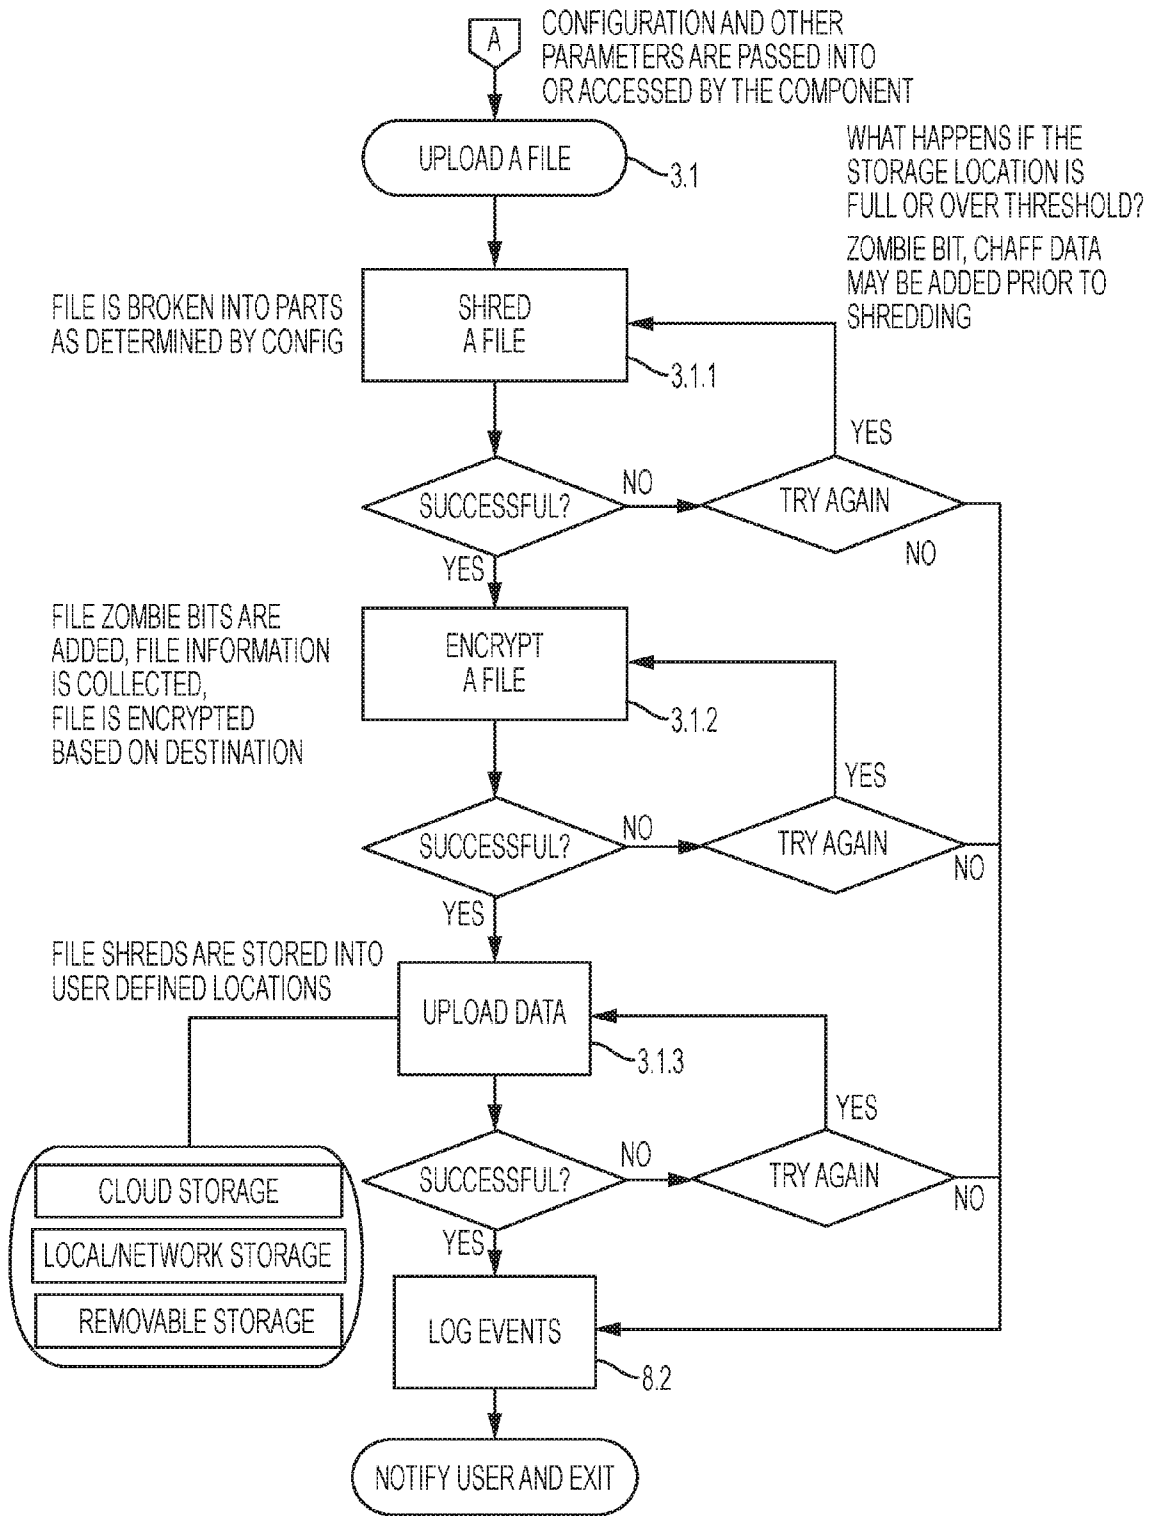 A
CONFIGURATION AND OTHER
PARAMETERS ARE PASSED INTO
OR ACCESSED BY THE COMPONENT
UPLOAD A FILE
3.1
WHAT HAPPENS IF THE
STORAGE LOCATION IS
FULL OR OVER THRESHOLD?
ZOMBIE BIT, CHAFF DATA
MAY BE ADDED PRIOR TO
SHREDDING
FILE IS BROKEN INTO PARTS
AS DETERMINED BY CONFIG
SHRED
A FILE
3.1.1
YES
SUCCESSFUL?
NO
TRY AGAIN
NO
YES
FILE ZOMBIE BITS ARE
ADDED, FILE INFORMATION
IS COLLECTED,
FILE IS ENCRYPTED
BASED ON DESTINATION
ENCRYPT
A FILE
3.1.2
YES
SUCCESSFUL?
NO
TRY AGAIN
NO
YES
FILE SHREDS ARE STORED INTO
USER DEFINED LOCATIONS
UPLOAD DATA
3.1.3
YES
SUCCESSFUL?
NO
TRY AGAIN
NO
YES
CLOUD STORAGE
LOCAL/NETWORK STORAGE
REMOVABLE STORAGE
LOG EVENTS
8.2
NOTIFY USER AND EXIT